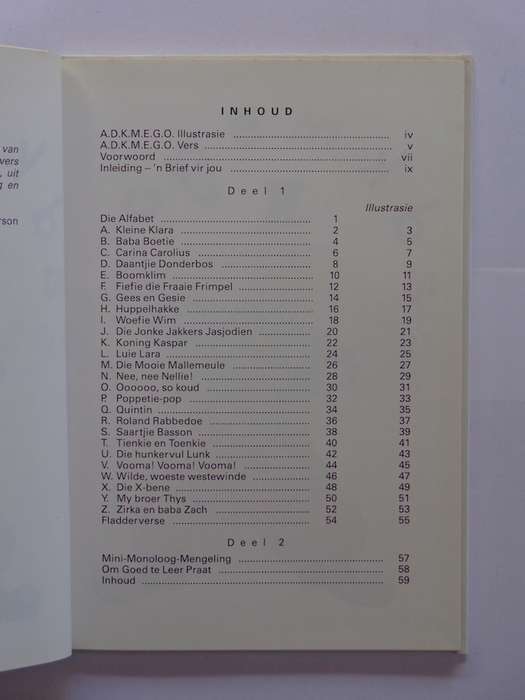 van
vers
, uit
g en
rson
INHOUD
A.D.K.M.E.G.O. Illustrasie ........ iv
A.D.K.M.E.G.O. Vers ........ v
Voorwoord ........ vii
Inleiding – 'n Brief vir jou ........ ix
Deel 1
Illustrasie
Die Alfabet ........ 1
A. Kleine Klara ........ 2 3
B. Baba Boetie ........ 4 5
C. Carina Carolius ........ 6 7
D. Daantjie Donderbos ........ 8 9
E. Boomklim ........ 10 11
F. Fiefie die Fraaie Frimpel ........ 12 13
G. Gees en Gesie ........ 14 15
H. Huppelhakke ........ 16 17
I. Woefie Wim ........ 18 19
J. Die Jonke Jakkers Jasjodien ........ 20 21
K. Koning Kaspar ........ 22 23
L. Luie Lara ........ 24 25
M. Die Mooie Mallemeule ........ 26 27
N. Nee, nee Nellie! ........ 28 29
O. Oooooo, so koud ........ 30 31
P. Poppetie-pop ........ 32 33
Q. Quintin ........ 34 35
R. Roland Rabbedoe ........ 36 37
S. Saartjie Basson ........ 38 39
T. Tienkie en Toenkie ........ 40 41
U. Die hunkervul Lunk ........ 42 43
V. Vooma! Vooma! Vooma! ........ 44 45
W. Wilde, woeste westewinde ........ 46 47
X. Die X-bene ........ 48 49
Y. My broer Thys ........ 50 51
Z. Zirka en baba Zach ........ 52 53
Fladderverse ........ 54 55
Deel 2
Mini-Monoloog-Mengeling ........ 57
Om Goed te Leer Praat ........ 58
Inhoud ........ 59